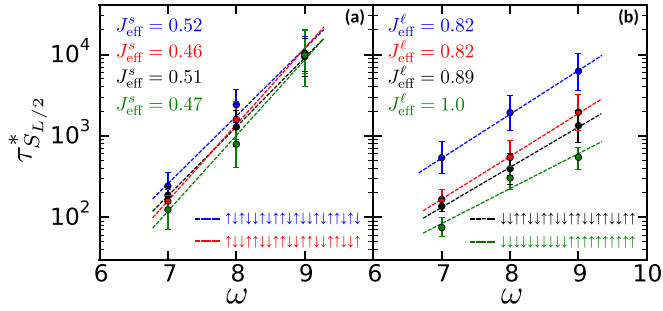 τ*_{S_{L/2}}
10^4
10^3
10^2
(a)
J^s_eff = 0.52
J^s_eff = 0.46
J^s_eff = 0.51
J^s_eff = 0.47
6 7 8 9
ω
(b)
J^ℓ_eff = 0.82
J^ℓ_eff = 0.82
J^ℓ_eff = 0.89
J^ℓ_eff = 1.0
6 7 8 9 10
ω